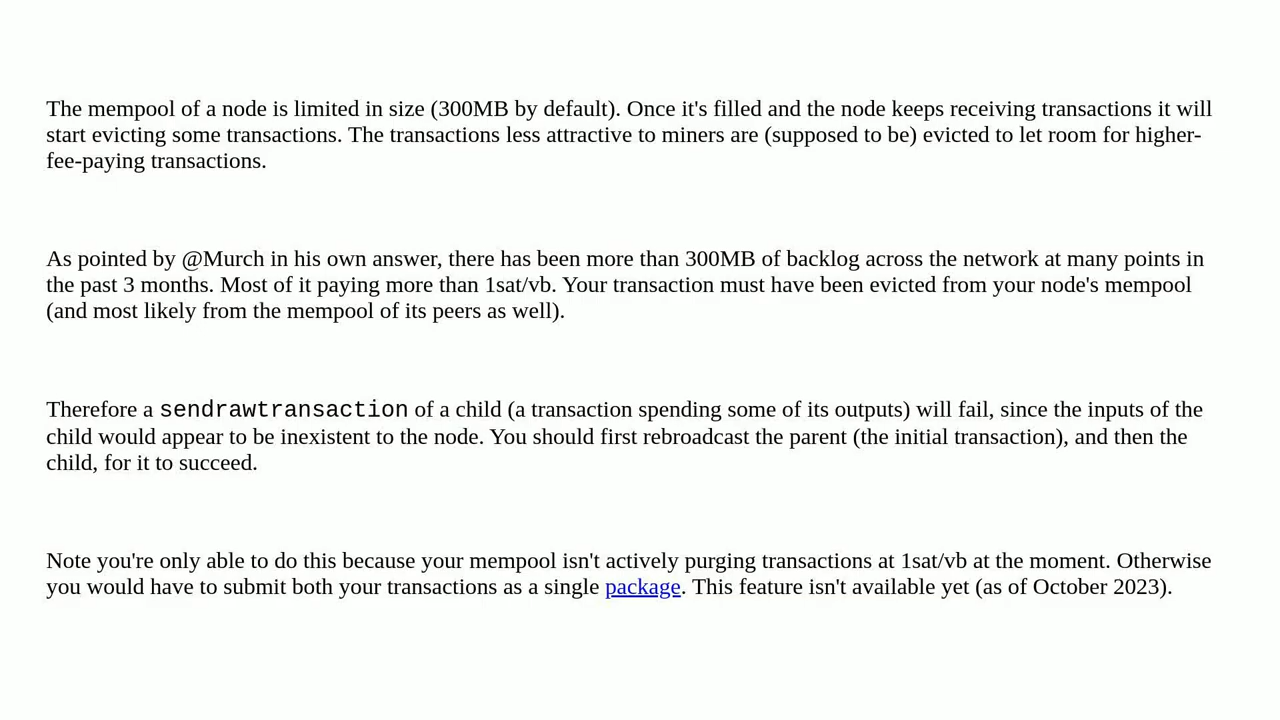 The mempool of a node is limited in size (300MB by default). Once it's filled and the node keeps receiving transactions it will
start evicting some transactions. The transactions less attractive to miners are (supposed to be) evicted to let room for higher-
fee-paying transactions.
As pointed by @Murch in his own answer, there has been more than 300MB of backlog across the network at many points in
the past 3 months. Most of it paying more than 1sat/vb. Your transaction must have been evicted from your node's mempool
(and most likely from the mempool of its peers as well).
Therefore a sendrawtransaction of a child (a transaction spending some of its outputs) will fail, since the inputs of the
child would appear to be inexistent to the node. You should first rebroadcast the parent (the initial transaction), and then the
child, for it to succeed.
Note you're only able to do this because your mempool isn't actively purging transactions at 1sat/vb at the moment. Otherwise
you would have to submit both your transactions as a single package. This feature isn't available yet (as of October 2023).